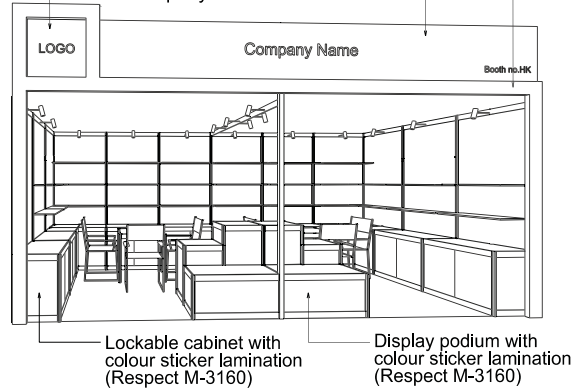 LOGO
Company Name
Booth no.HK
Lockable cabinet with
colour sticker lamination
(Respect M-3160)
Display podium with
colour sticker lamination
(Respect M-3160)